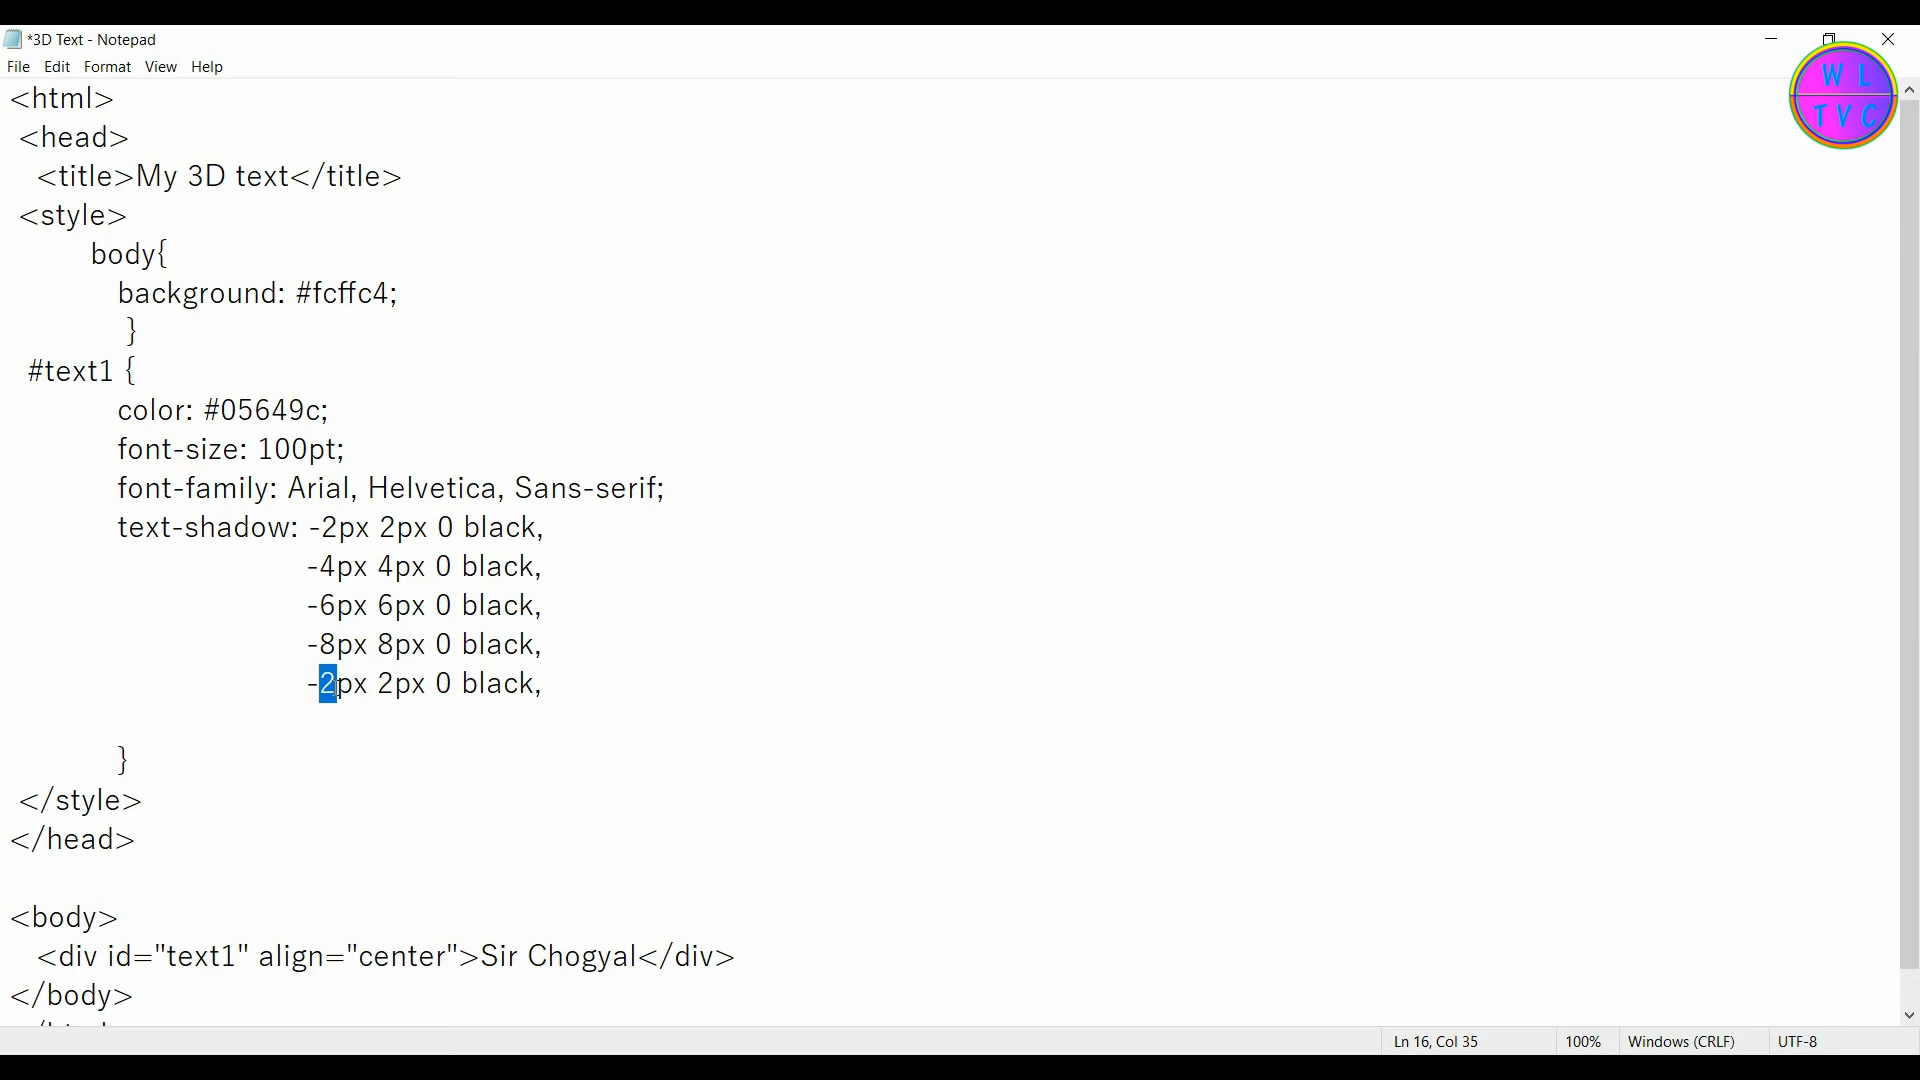 *3D Text - Notepad
W L
T V C
File Edit Format View Help
<html>
<head>
<title>My 3D text</title>
<style>
body{
background: #fcffc4;
}
#text1 {
color: #05649c;
font-size: 100pt;
font-family: Arial, Helvetica, Sans-serif;
text-shadow: -2px 2px 0 black,
-4px 4px 0 black,
-6px 6px 0 black,
-8px 8px 0 black,
-2px 2px 0 black,
}
</style>
</head>
<body>
<div id="text1" align="center">Sir Chogyal</div>
</body>
Ln 16, Col 35 100% Windows (CRLF) UTF-8